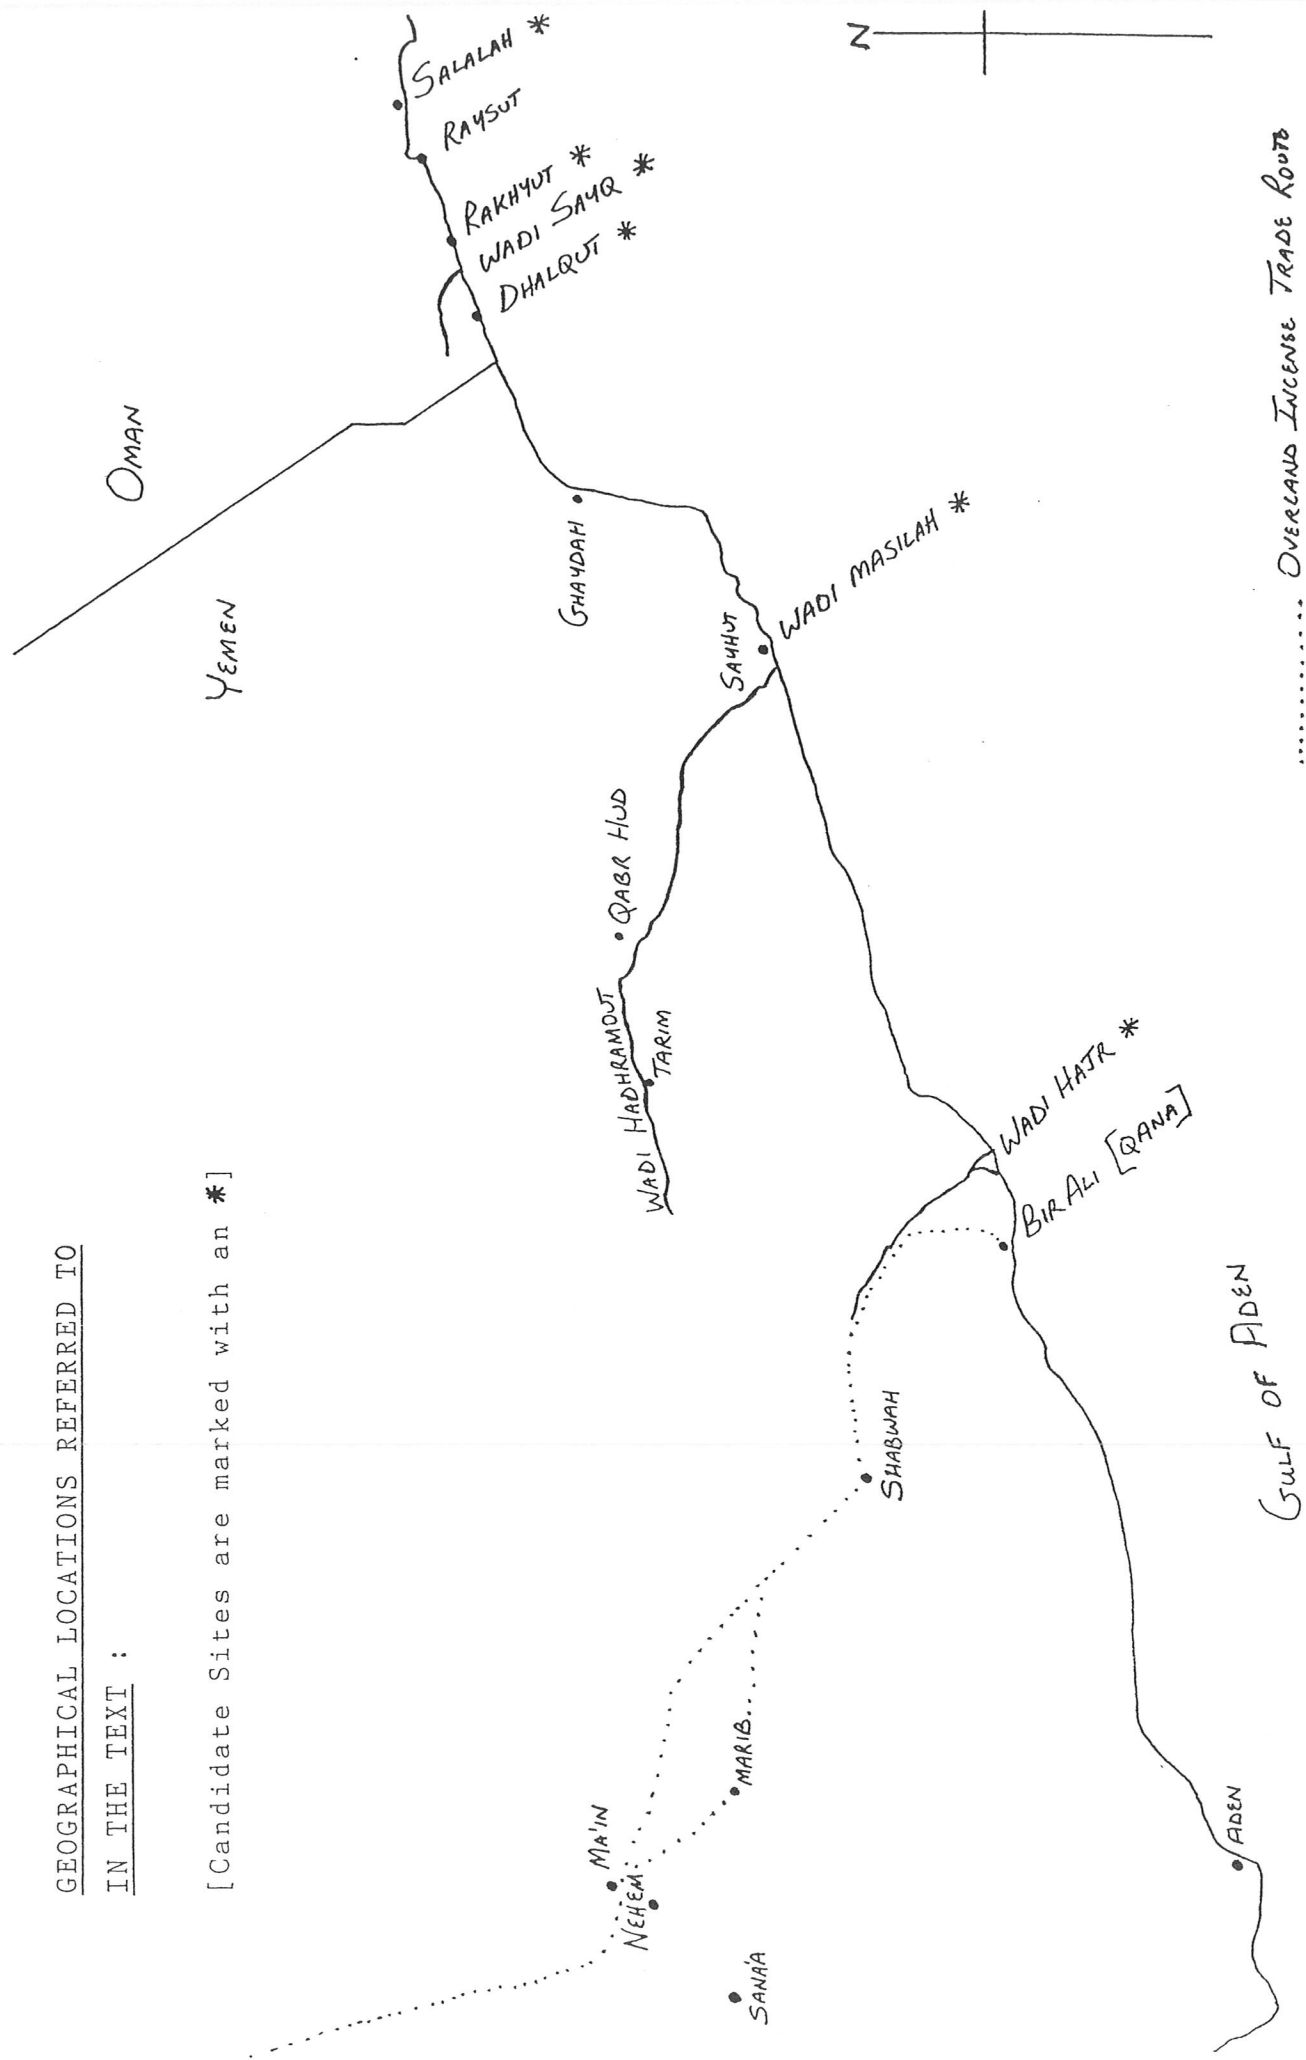 GEOGRAPHICAL LOCATIONS REFERRED TO
IN THE TEXT :
[Candidate Sites are marked with an *]
N
OMAN
YEMEN
SALALAH *
RAYSUT
RAKHYUT *
WADI SAYQ *
DHALQUT *
GHAYDAH
SAYHUT
WADI MASILAH *
QABR HUD
WADI HADHRAMOUT
TARIM
WADI HAJR *
BIR ALI [QANA]
SHABWAH
MARIB
MA'IN
NEHEM
SANA'A
ADEN
GULF OF ADEN
.......... OVERLAND INCENSE TRADE ROUTE